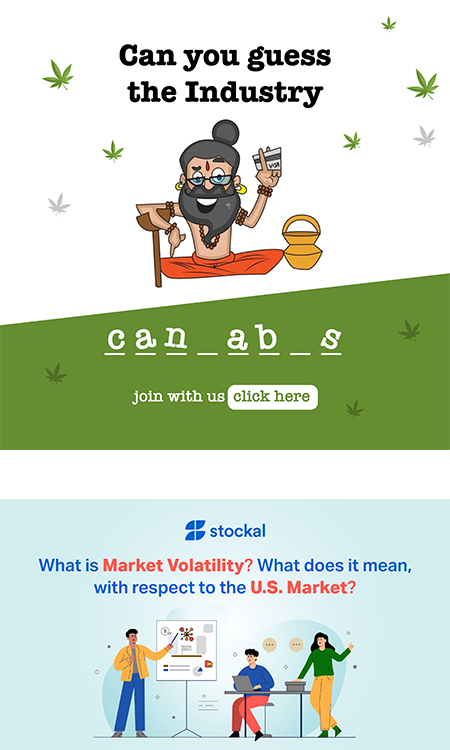 Can you guess
the Industry
VISA
can_ab_s
join with us click here
stockal
What is Market Volatility? What does it mean,
with respect to the U.S. Market?